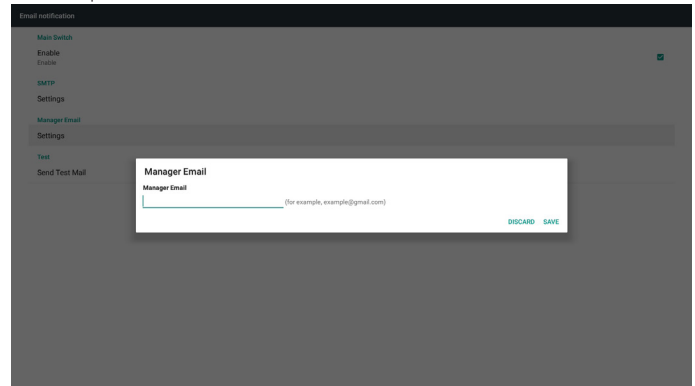 Email notification
Main Switch
Enable
Enable
SMTP
Settings
Manager Email
Settings
Test
Send Test Mail
Manager Email
Manager Email
(for example, example@gmail.com)
DISCARD SAVE